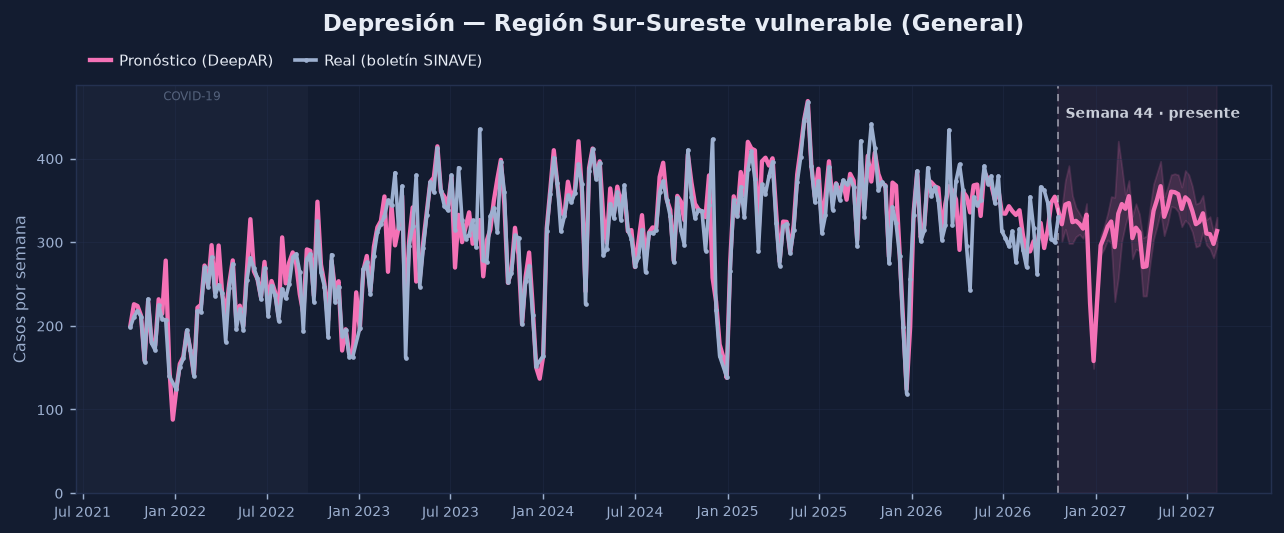 Depresión — Región Sur-Sureste vulnerable (General)
Pronóstico (DeepAR)
Real (boletín SINAVE)
COVID-19
Semana 44 · presente
Casos por semana
400
300
200
100
0
Jul 2021
Jan 2022
Jul 2022
Jan 2023
Jul 2023
Jan 2024
Jul 2024
Jan 2025
Jul 2025
Jan 2026
Jul 2026
Jan 2027
Jul 2027